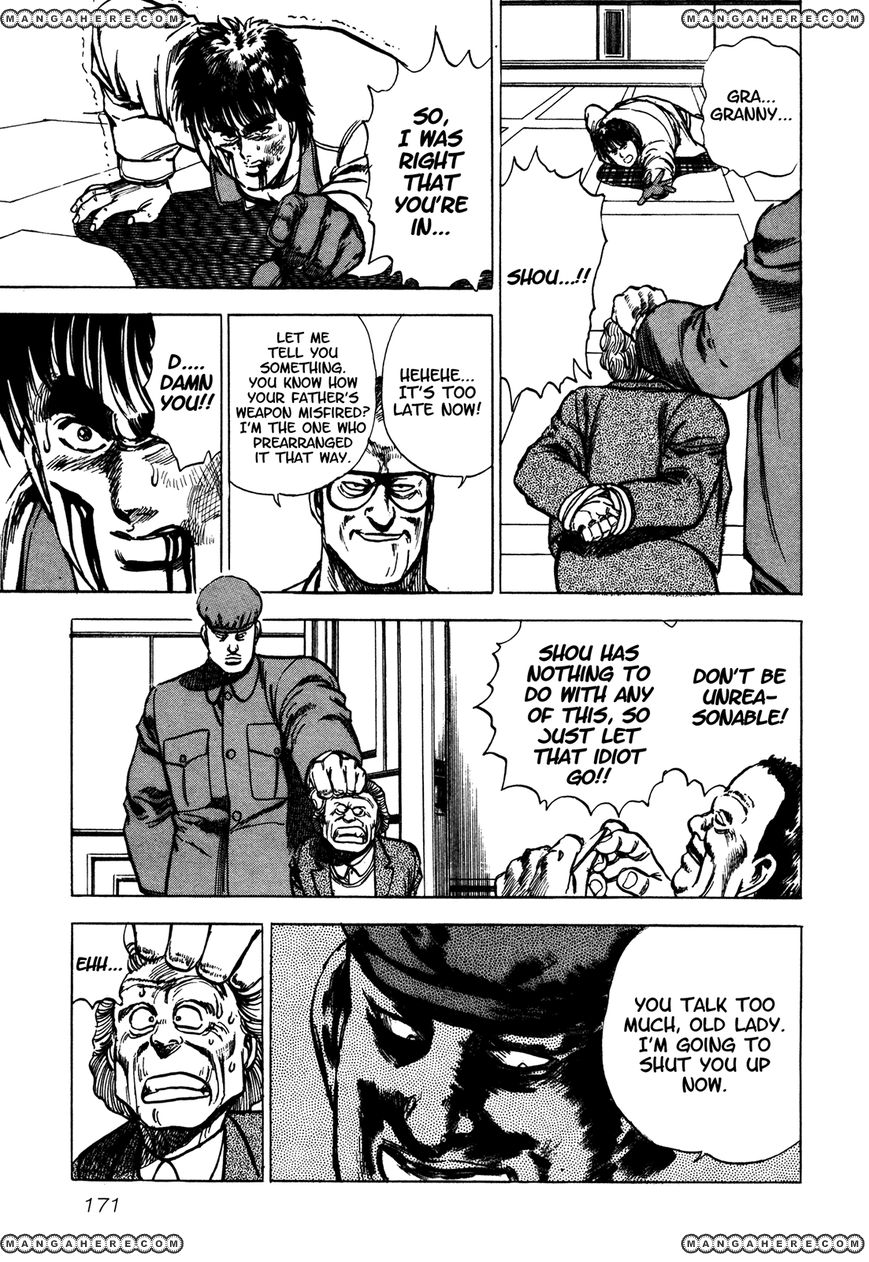 MANGAHERE.COM
MANGAHERE.COM
GRA...
GRANNY...
SHOU...!!
SO,
I WAS
RIGHT
THAT
YOU'RE
IN...
HEHEHE...
IT'S TOO
LATE NOW!
LET ME
TELL YOU
SOMETHING.
YOU KNOW HOW
YOUR FATHER'S
WEAPON MISFIRED?
I'M THE ONE WHO
PREARRANGED
IT THAT WAY.
D....
DAMN
YOU!!
DON'T BE
UNREA-
SONABLE!
SHOU HAS
NOTHING TO
DO WITH ANY
OF THIS, SO
JUST LET
THAT IDIOT
GO!!
YOU TALK TOO
MUCH, OLD LADY.
I'M GOING TO
SHUT YOU UP
NOW.
EHH...
171
MANGAHERE.COM
MANGAHERE.COM